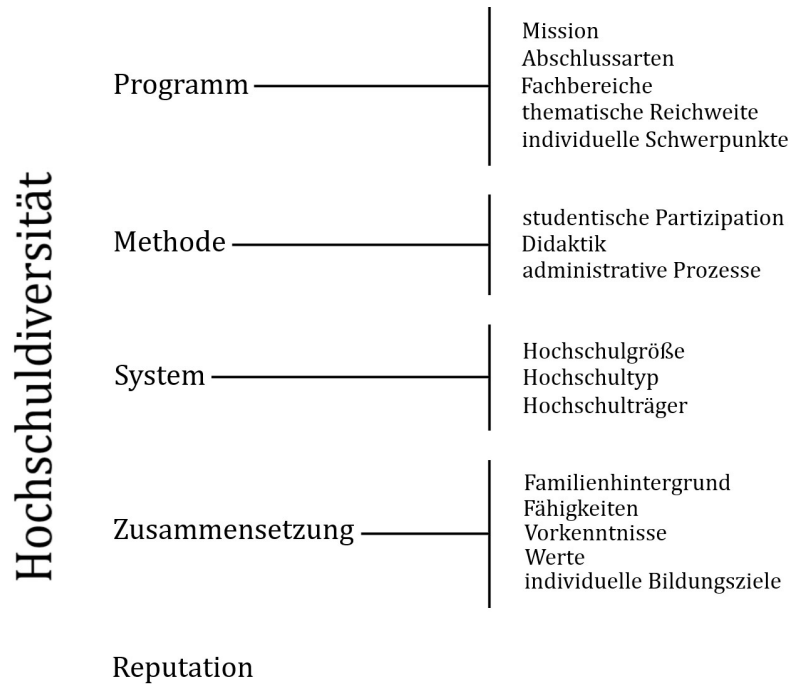 Hochschuldiversität
Programm
Mission
Abschlussarten
Fachbereiche
thematische Reichweite
individuelle Schwerpunkte
Methode
studentische Partizipation
Didaktik
administrative Prozesse
System
Hochschulgröße
Hochschultyp
Hochschulträger
Zusammensetzung
Familienhintergrund
Fähigkeiten
Vorkenntnisse
Werte
individuelle Bildungsziele
Reputation